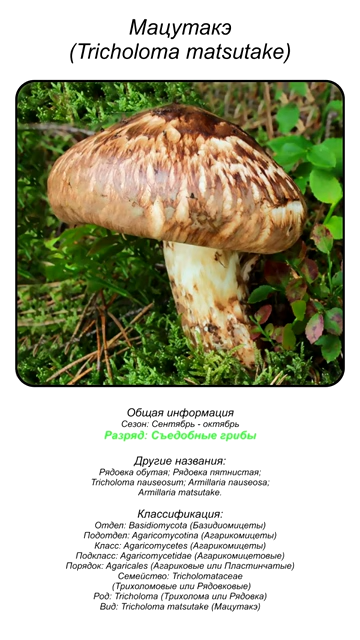 Мацутакэ
(Tricholoma matsutake)
Общая информация
Сезон: Сентябрь - октябрь
Разряд: Съедобные грибы
Другие названия:
Рядовка обутая; Рядовка пятнистая;
Tricholoma nauseosum; Armillaria nauseosa;
Armillaria matsutake.
Классификация:
Отдел: Basidiomycota (Базидиомицеты)
Подотдел: Agaricomycotina (Агарикомицеты)
Класс: Agaricomycetes (Агарикомицеты)
Подкласс: Agaricomycetidae (Агарикомицетовые)
Порядок: Agaricales (Агариковые или Пластинчатые)
Семейство: Tricholomataceae
(Трихоломовые или Рядовковые)
Род: Tricholoma (Трихолома или Рядовка)
Вид: Tricholoma matsutake (Мацутакэ)